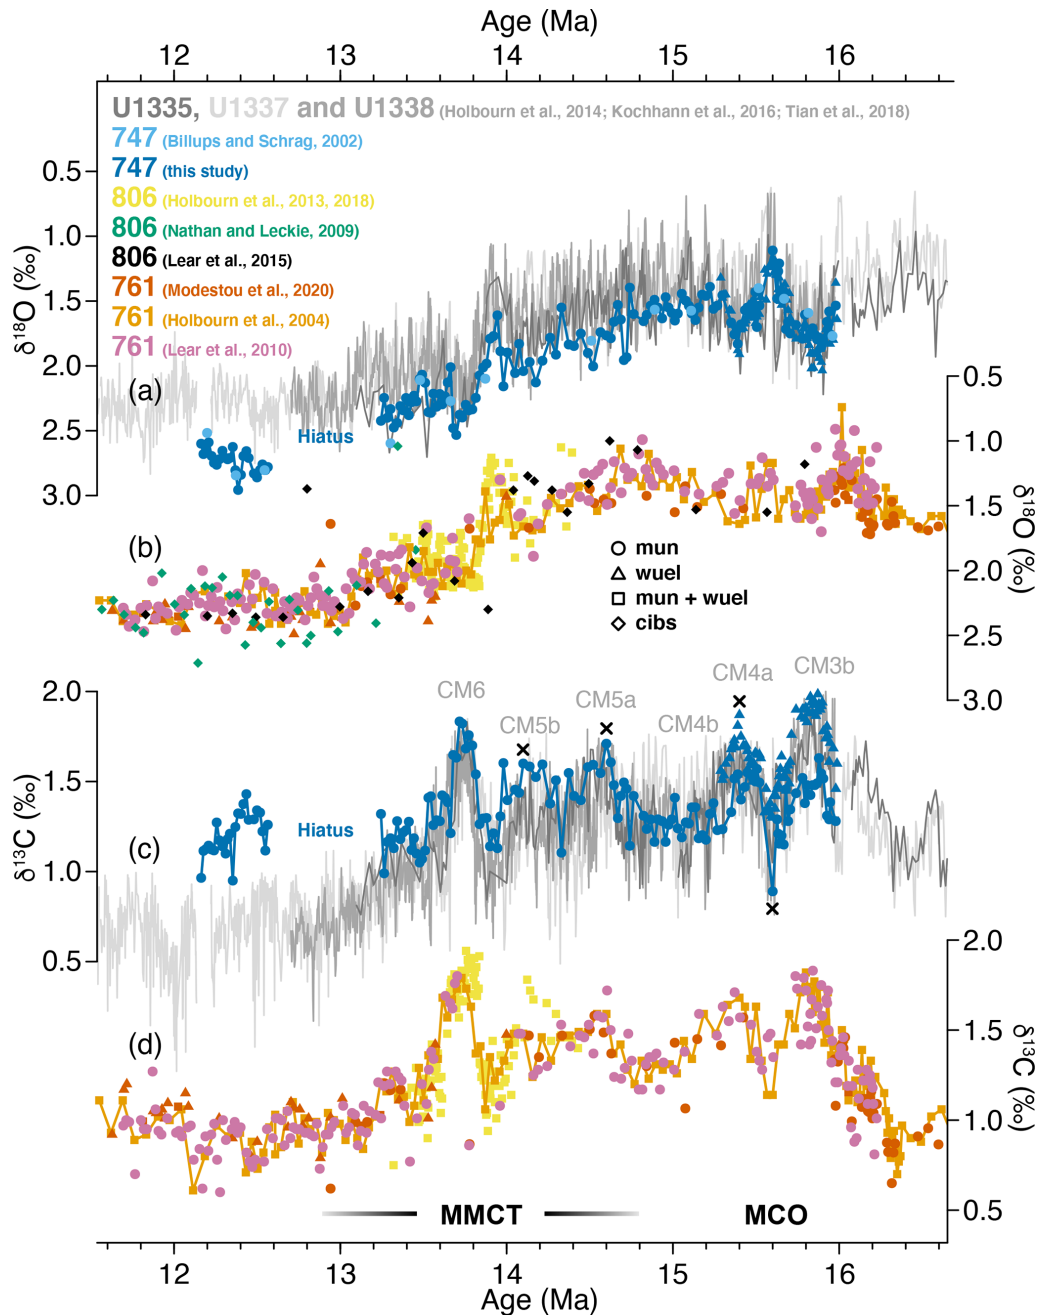 Age (Ma)
12 13 14 15 16
U1335, U1337 and U1338 (Holbourn et al., 2014; Kochhann et al., 2016; Tian et al., 2018)
747 (Billups and Schrag, 2002)
747 (this study)
806 (Holbourn et al., 2013, 2018)
806 (Nathan and Leckie, 2009)
806 (Lear et al., 2015)
761 (Modestou et al., 2020)
761 (Holbourn et al., 2004)
761 (Lear et al., 2010)
0.5
1.0
1.5
2.0
2.5
3.0
δ18O (‰)
(a)
Hiatus
0.5
1.0
1.5
2.0
2.5
3.0
δ18O (‰)
(b)
mun
wuel
mun + wuel
cibs
CM6
CM5b
CM5a
CM4b
CM4a
CM3b
2.0
1.5
1.0
0.5
δ13C (‰)
(c)
Hiatus
2.0
1.5
1.0
0.5
δ13C (‰)
(d)
MMCT MCO
12 13 14 15 16
Age (Ma)